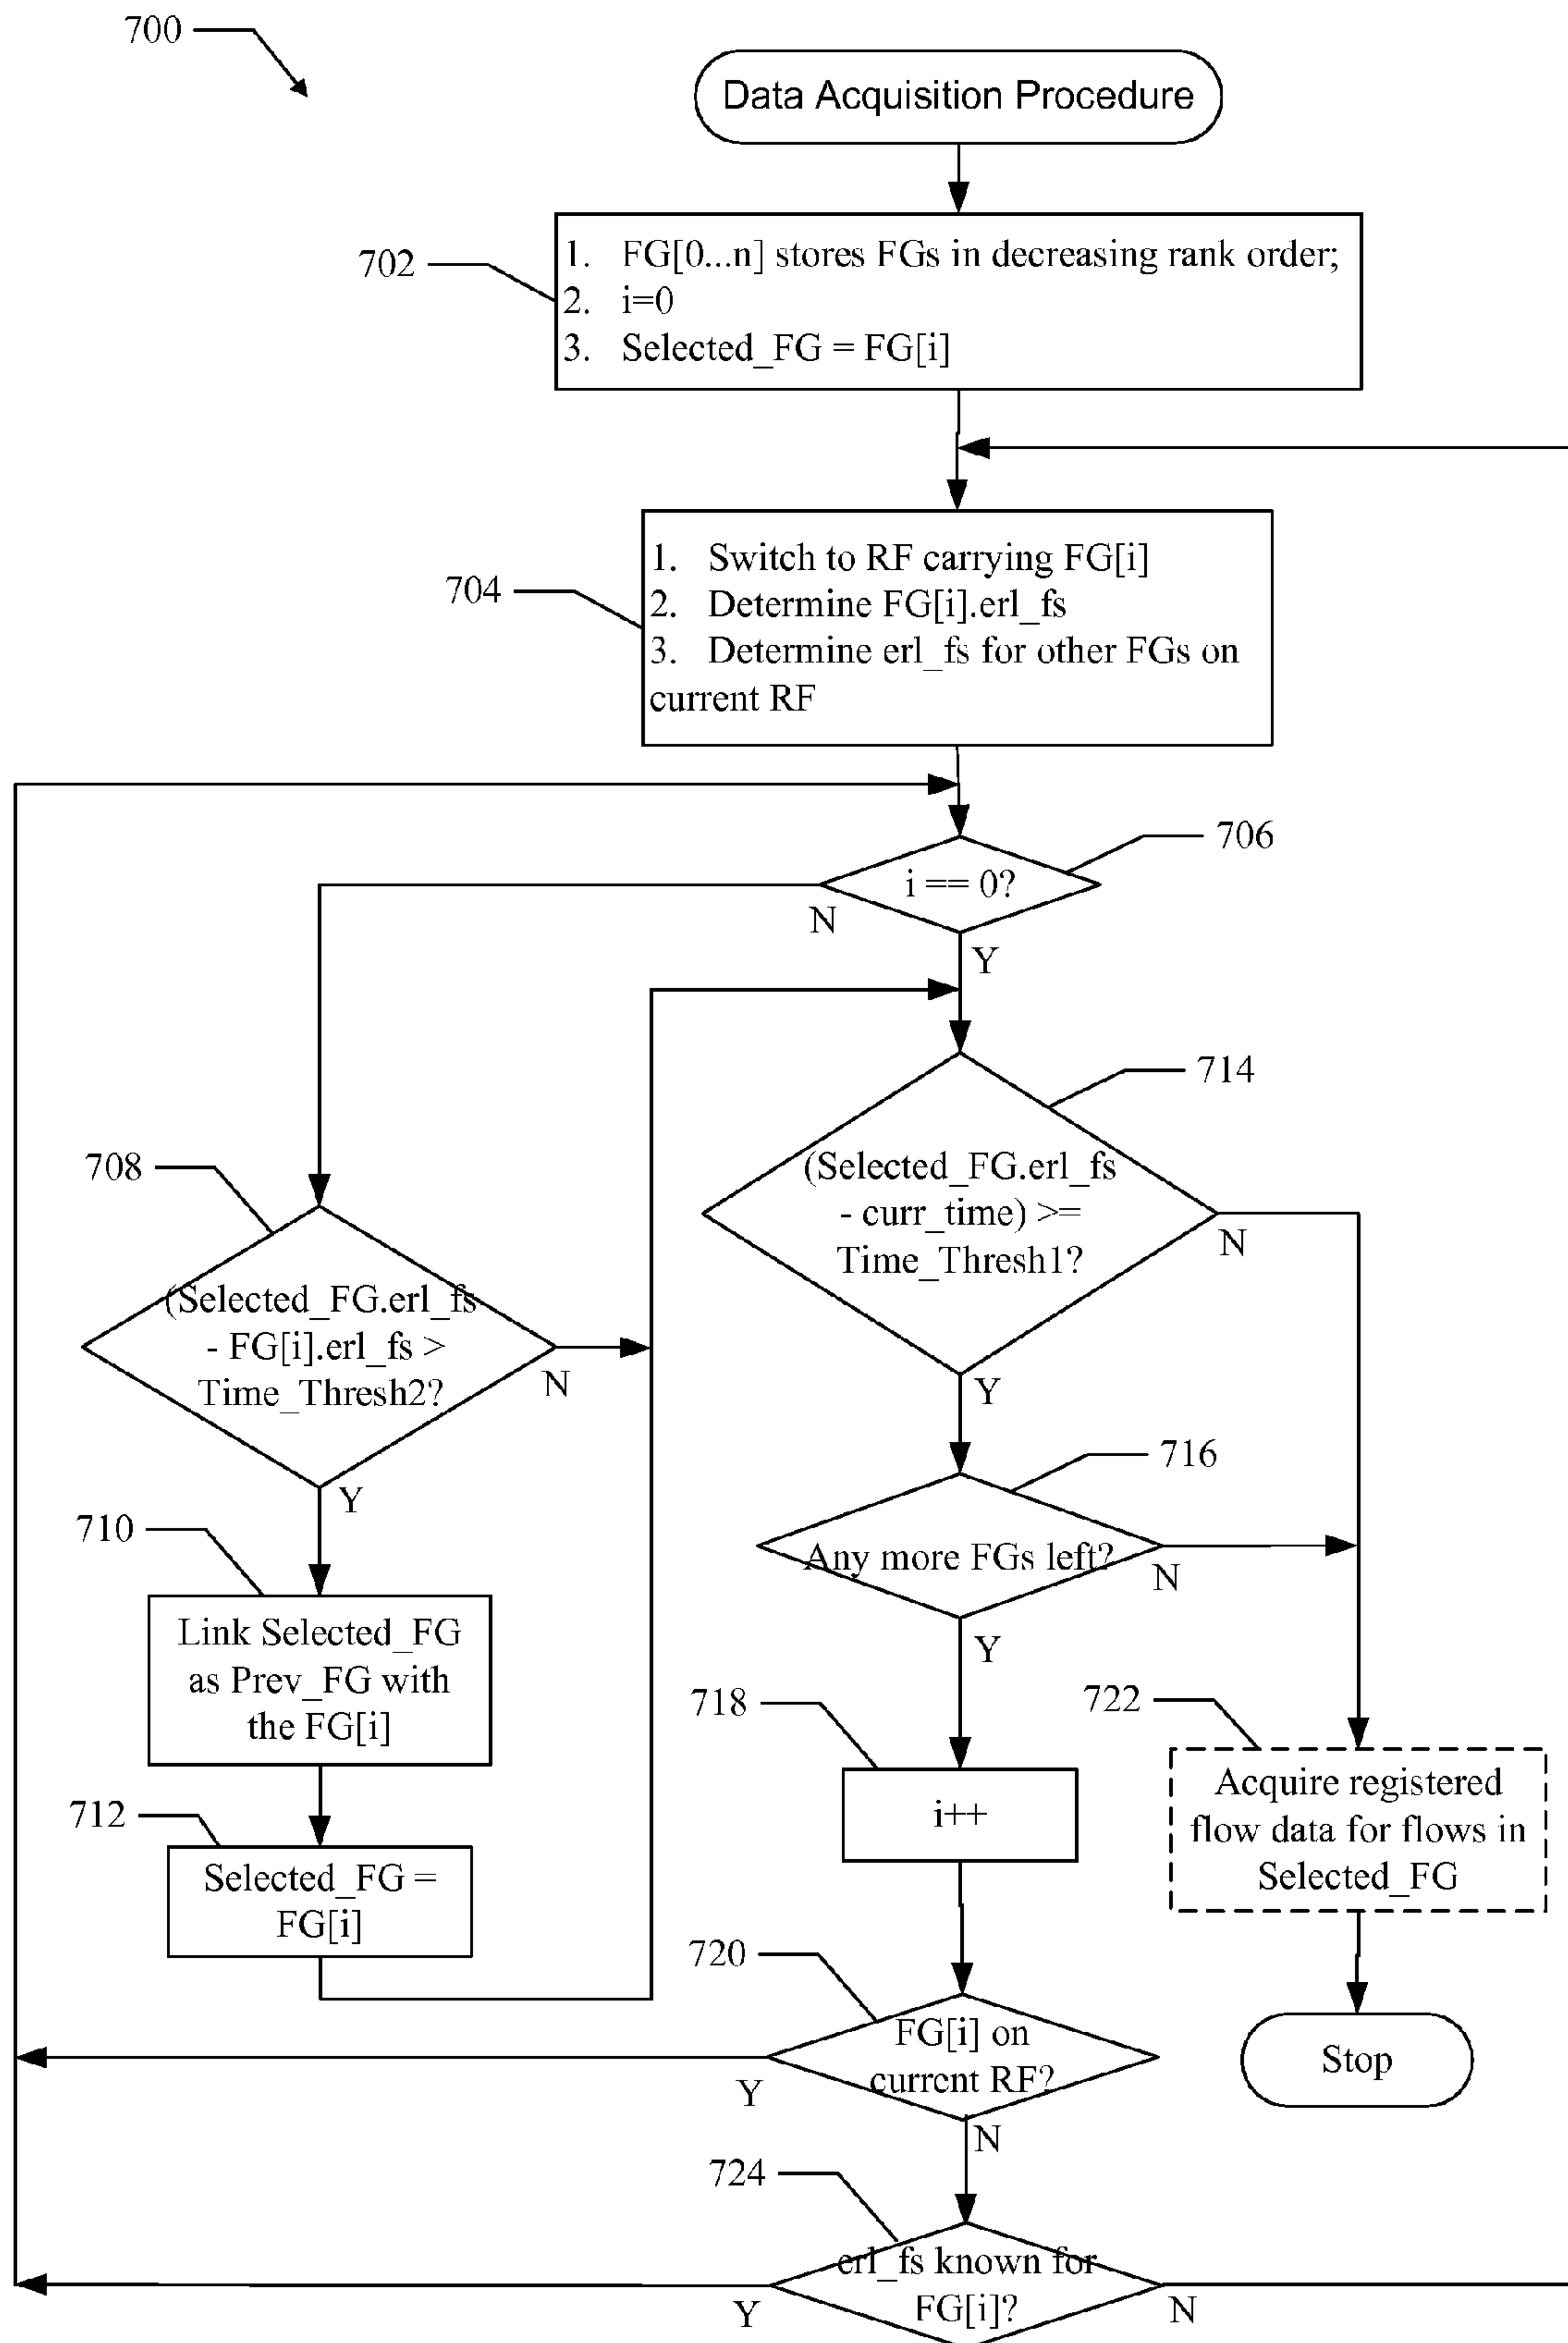 700
Data Acquisition Procedure
702
1. FG[0...n] stores FGs in decreasing rank order;
2. i=0
3. Selected_FG = FG[i]
704
1. Switch to RF carrying FG[i]
2. Determine FG[i].erl_fs
3. Determine erl_fs for other FGs on
current RF
706
i == 0?
N
Y
714
(Selected_FG.erl_fs
- curr_time) >=
Time_Thresh1?
N
Y
708
(Selected_FG.erl_fs
- FG[i].erl_fs >
Time_Thresh2?
N
Y
716
Any more FGs left?
N
Y
710
Link Selected_FG
as Prev_FG with
the FG[i]
712
Selected_FG =
FG[i]
718
i++
722
Acquire registered
flow data for flows in
Selected_FG
720
FG[i] on
current RF?
Y
N
Stop
724
erl_fs known for
FG[i]?
Y
N